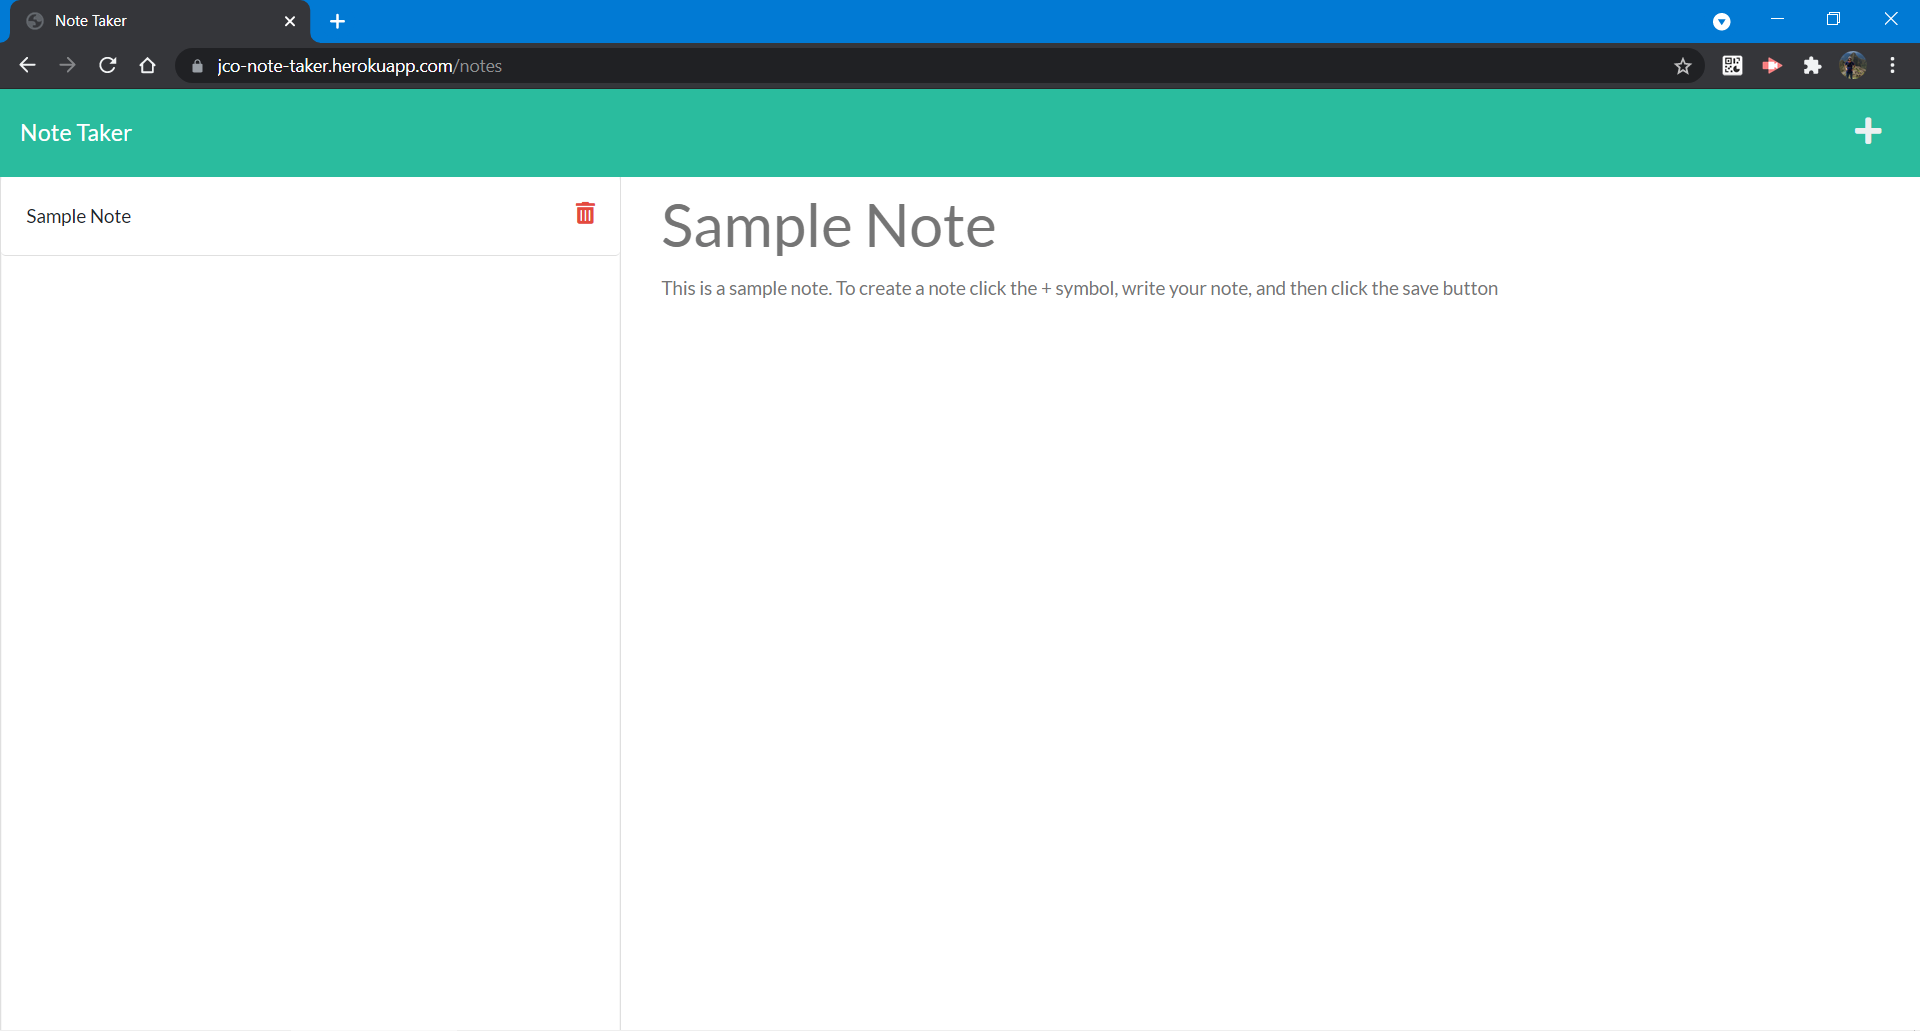 Note Taker
jco-note-taker.herokuapp.com/notes
Note Taker
Sample Note
Sample Note
This is a sample note. To create a note click the + symbol, write your note, and then click the save button